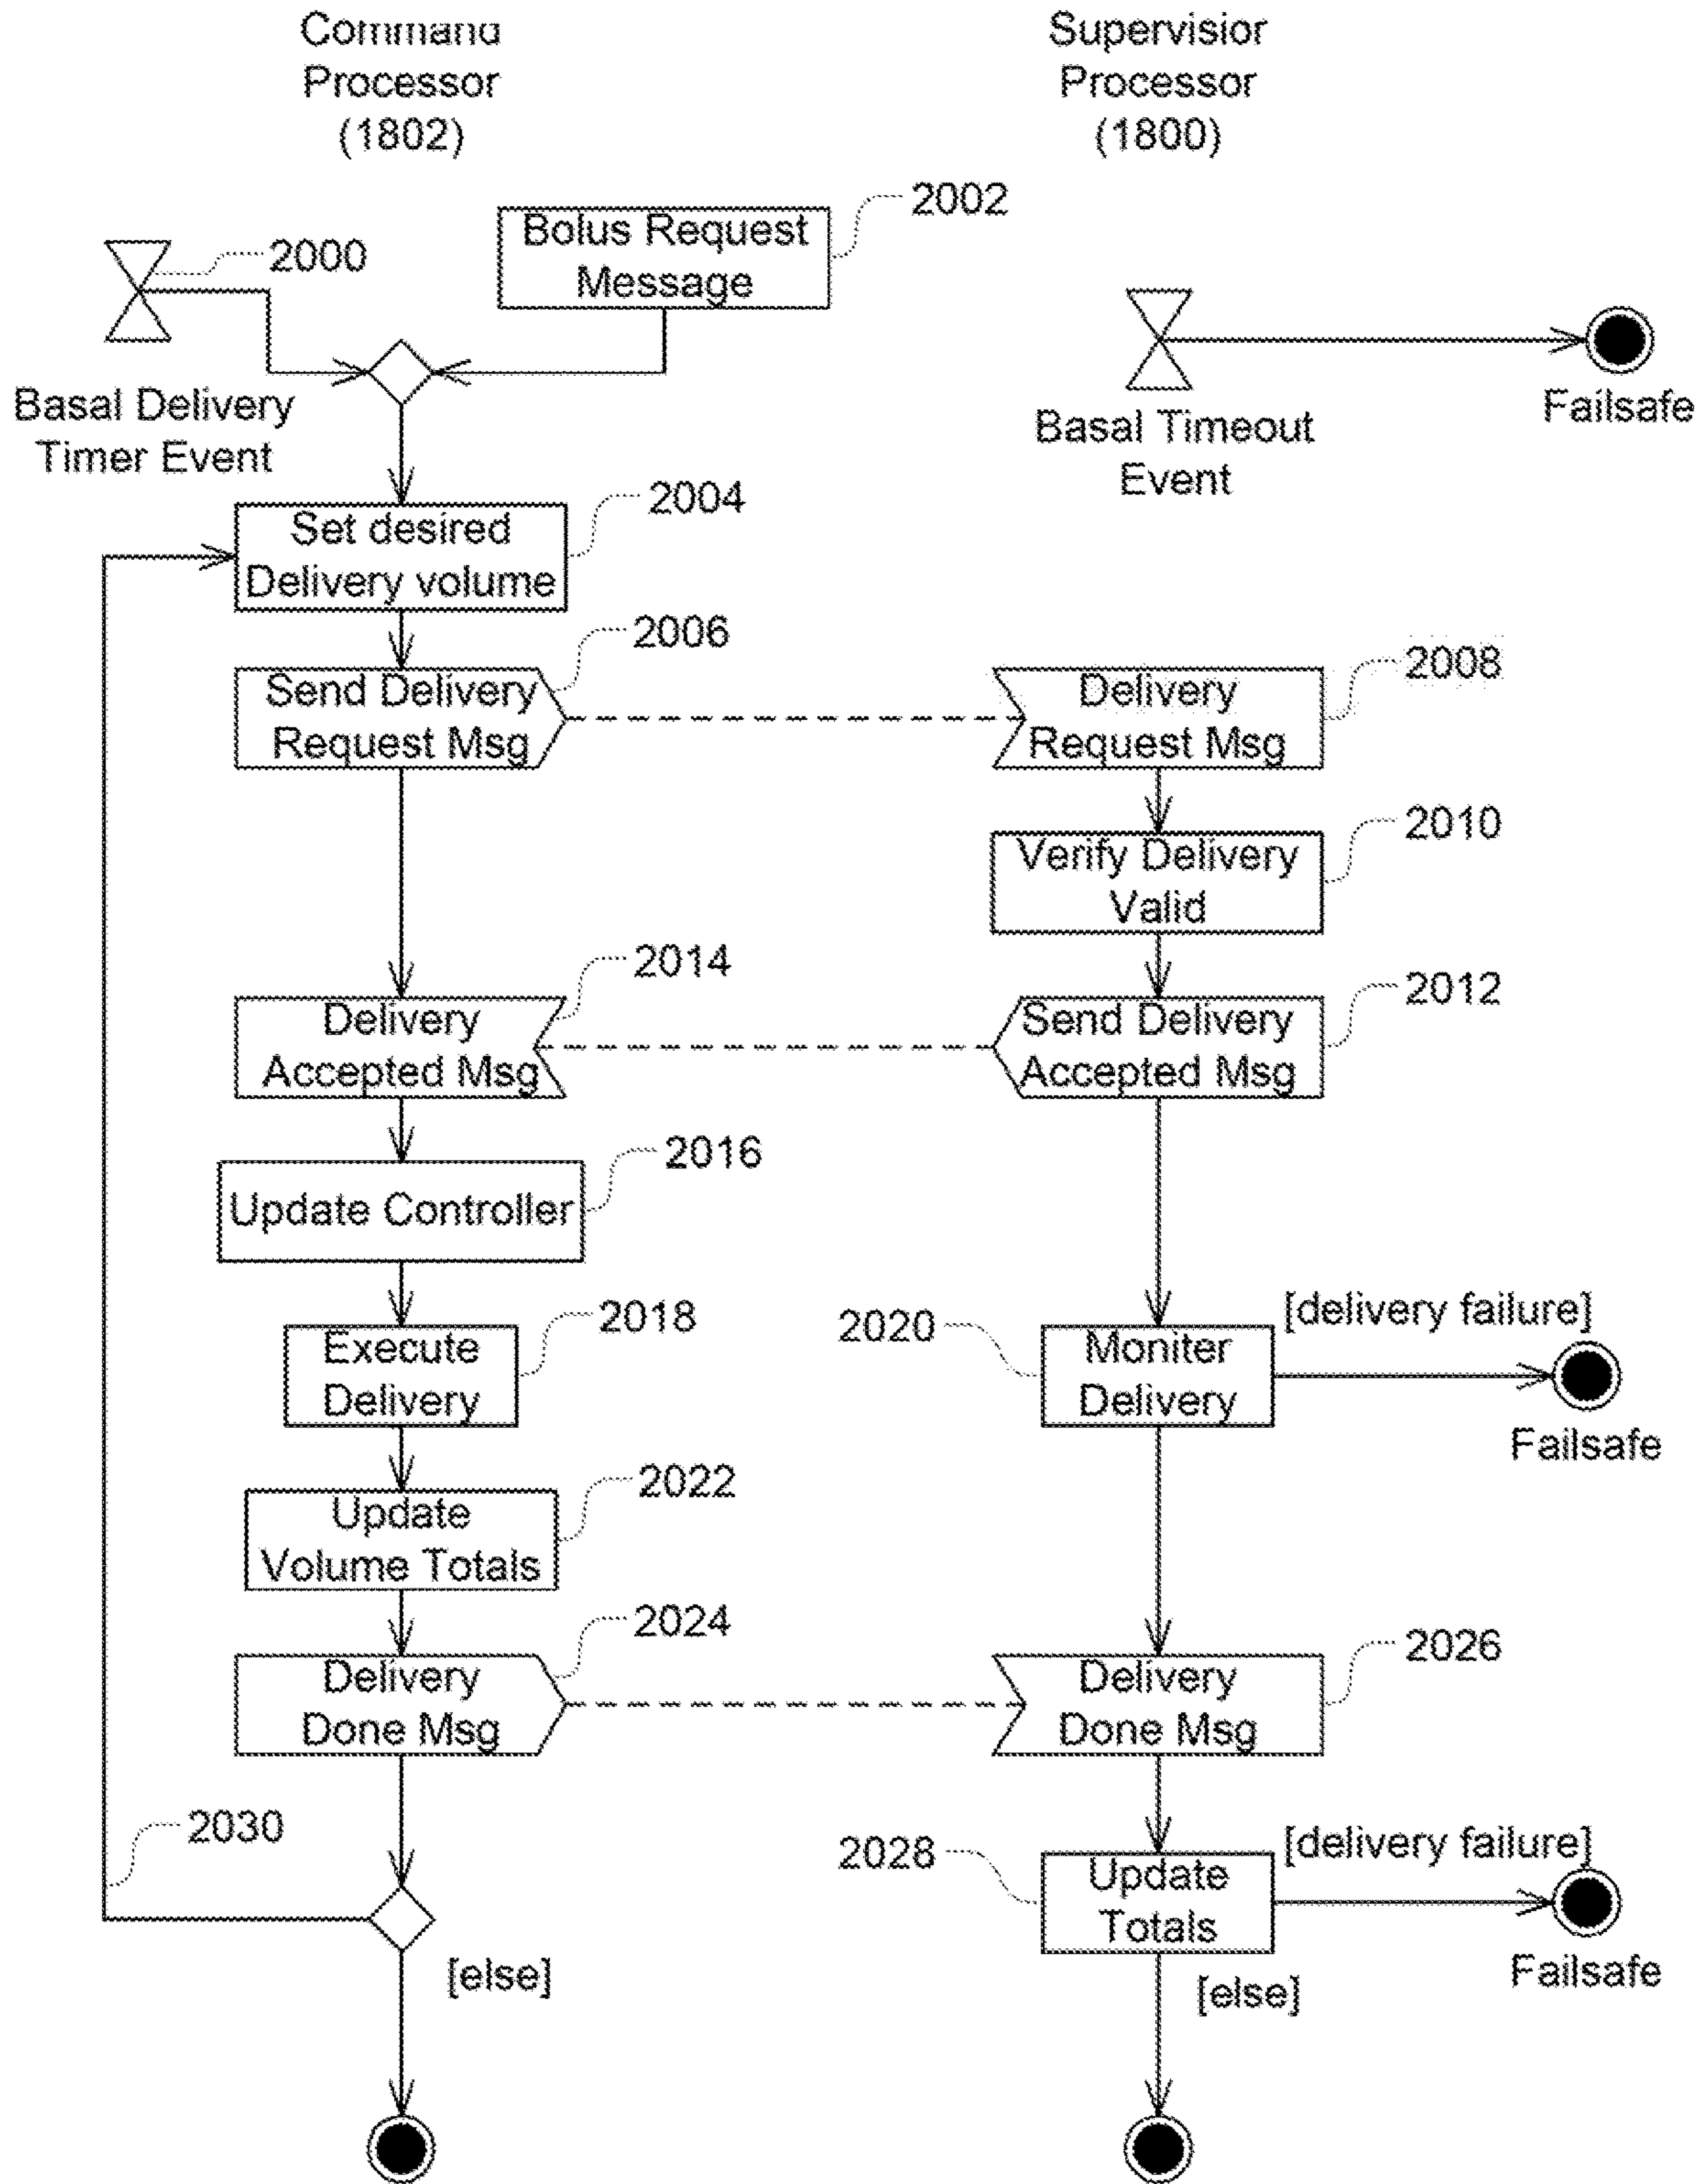 Command
Processor
(1802)
Supervisior
Processor
(1800)
2000
Bolus Request
Message
2002
Basal Delivery
Timer Event
Basal Timeout
Event
Failsafe
Set desired
Delivery volume
2004
Send Delivery
Request Msg
2006
Delivery
Request Msg
2008
Verify Delivery
Valid
2010
Delivery
Accepted Msg
2014
Send Delivery
Accepted Msg
2012
Update Controller
2016
Execute
Delivery
2018
2020
Moniter
Delivery
[delivery failure]
Failsafe
Update
Volume Totals
2022
Delivery
Done Msg
2024
Delivery
Done Msg
2026
2030
[else]
2028
Update
Totals
[delivery failure]
Failsafe
[else]